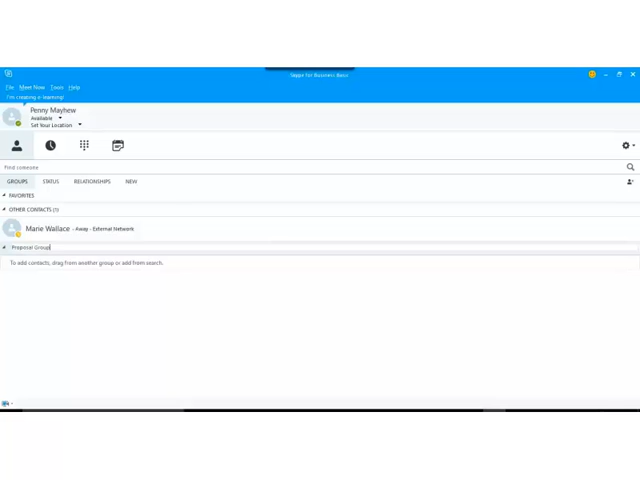 Skype for Business Basic
File Meet Now Tools Help
I'm creating e-learning!
Penny Mayhew
Available
Set Your Location
Find someone
GROUPS STATUS RELATIONSHIPS NEW
FAVORITES
OTHER CONTACTS (1)
Marie Wallace - Away - External Network
Proposal Group
To add contacts, drag from another group or add from search.